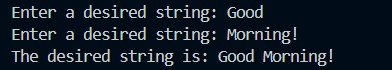 Enter a desired string: Good
Enter a desired string: Morning!
The desired string is: Good Morning!